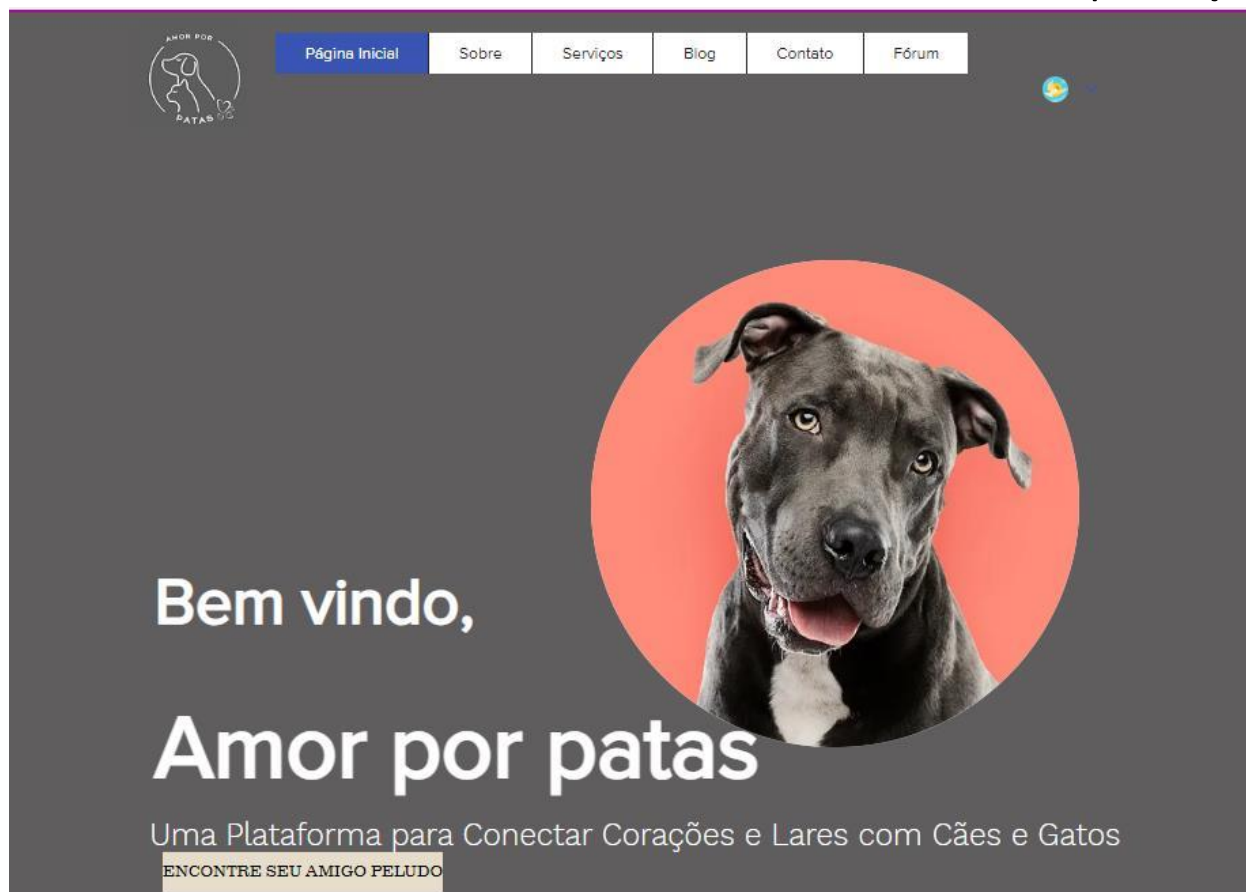 AMOR POR
PATAS
Página Inicial Sobre Serviços Blog Contato Fórum
Bem vindo,
Amor por patas
Uma Plataforma para Conectar Corações e Lares com Cães e Gatos
ENCONTRE SEU AMIGO PELUDO